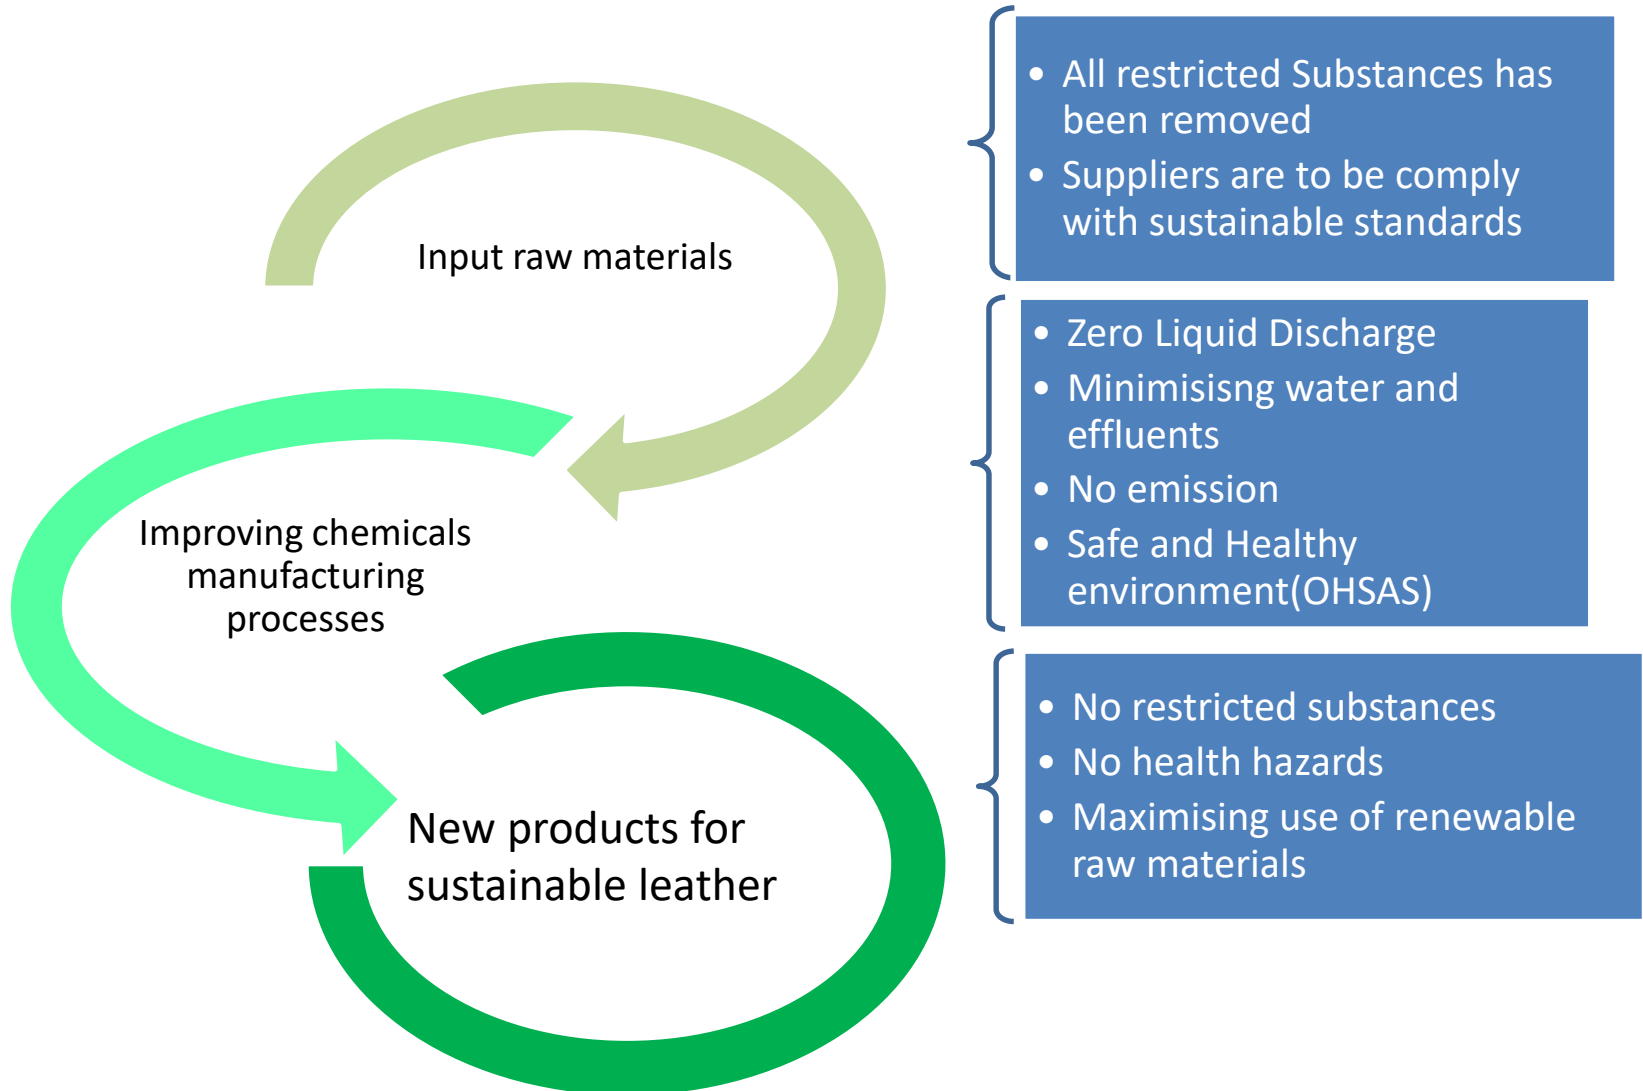 Input raw materials
• All restricted Substances has
been removed
• Suppliers are to be comply
with sustainable standards
Improving chemicals
manufacturing
processes
• Zero Liquid Discharge
• Minimisisng water and
effluents
• No emission
• Safe and Healthy
environment(OHSAS)
New products for
sustainable leather
• No restricted substances
• No health hazards
• Maximising use of renewable
raw materials